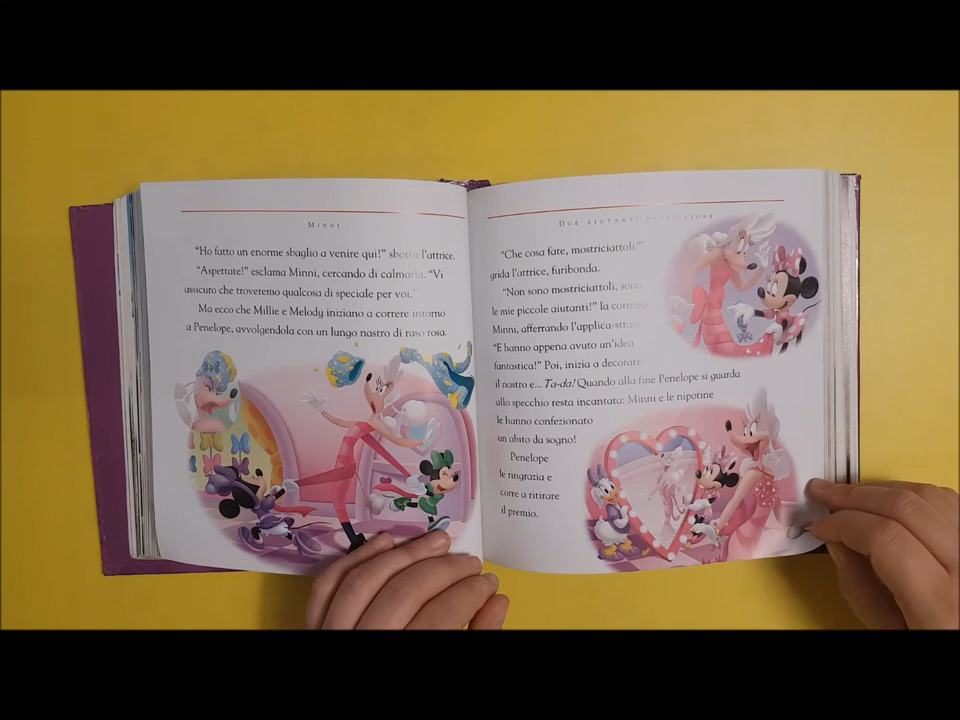 MINNI
“Ho fatto un enorme sbaglio a venire qui!” sbotta l’attrice.
“Aspettate!” esclama Minni, cercando di calmarla. “Vi
assicuro che troveremo qualcosa di speciale per voi.”
Ma ecco che Millie e Melody iniziano a correre intorno
a Penelope, avvolgendola con un lungo nastro di raso rosa.
DUE AIUTANTI PASTICCIONE
“Che cosa fate, mostriciattoli?”
grida l’attrice, furibonda.
“Non sono mostriciattoli, sono
le mie piccole aiutanti!” la corregge
Minni, afferrando l’applica-strass.
“E hanno appena avuto un’idea
fantastica!” Poi, inizia a decorare
il nastro e... Ta-da! Quando alla fine Penelope si guarda
allo specchio resta incantata: Minni e le nipotine
le hanno confezionato
un abito da sogno!
Penelope
le ringrazia e
corre a ritirare
il premio.